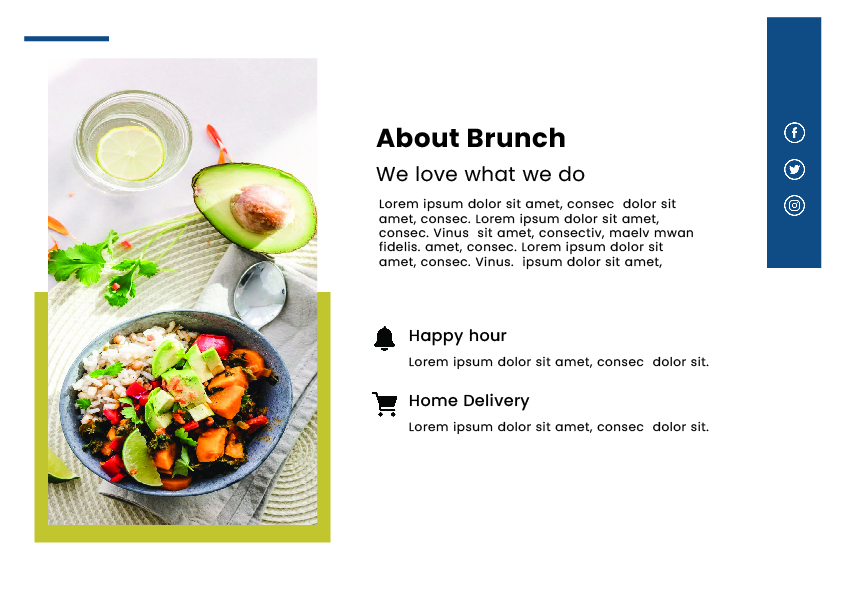 About Brunch
We love what we do
Lorem ipsum dolor sit amet, consec  dolor sit
amet, consec. Lorem ipsum dolor sit amet,
consec. Vinus  sit amet, consectiv, maelv mwan
fidelis. amet, consec. Lorem ipsum dolor sit
amet, consec. Vinus.  ipsum dolor sit amet,
Happy hour
Lorem ipsum dolor sit amet, consec  dolor sit.
Home Delivery
Lorem ipsum dolor sit amet, consec  dolor sit.